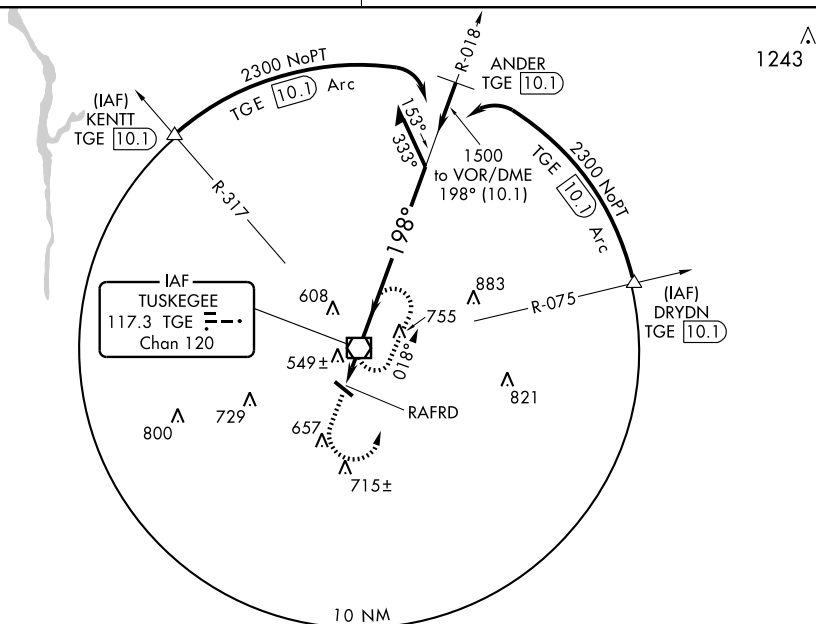 1243
2300 NoPT
TGE 10.1 Arc
(IAF)
KENTT
TGE 10.1
R-018
ANDER
TGE 10.1
153°
333°
1500
to VOR/DME
198° (10.1)
2300 NoPT
TGE 10.1 Arc
R-317
198°
IAF
TUSKEGEE
117.3 TGE
Chan 120
608
883
R-075
(IAF)
DRYDN
TGE 10.1
755
018°
549±
821
RAFRD
729
800
657
715±
10 NM